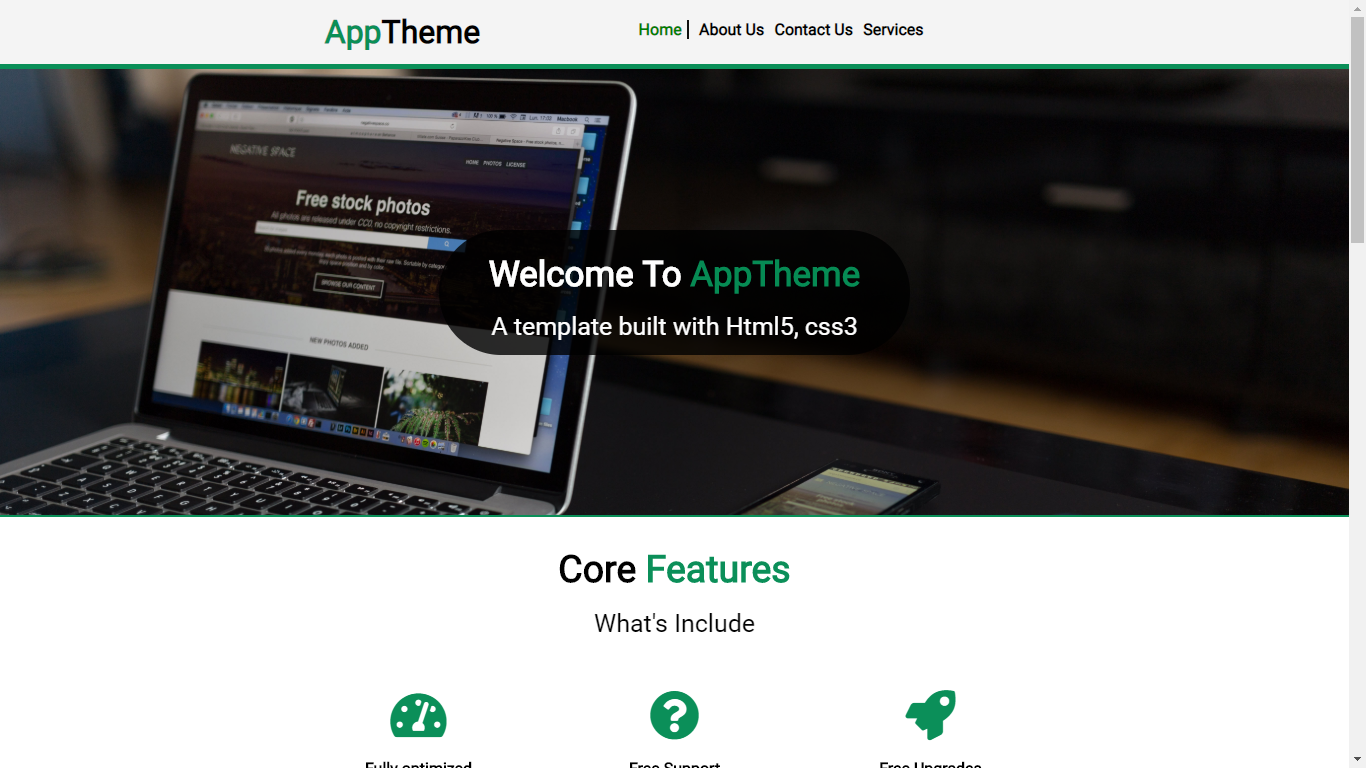 AppTheme
Home About Us Contact Us Services
NEGATIVE SPACE
HOME PHOTOS LICENSE
Free stock photos
All photos are released under CC0, no copyright restrictions.
BROWSE OUR CONTENT
NEW PHOTOS ADDED
Welcome To AppTheme
A template built with Html5, css3
Core Features
What's Include
Fully optimized
Free Support
Free Upgrades